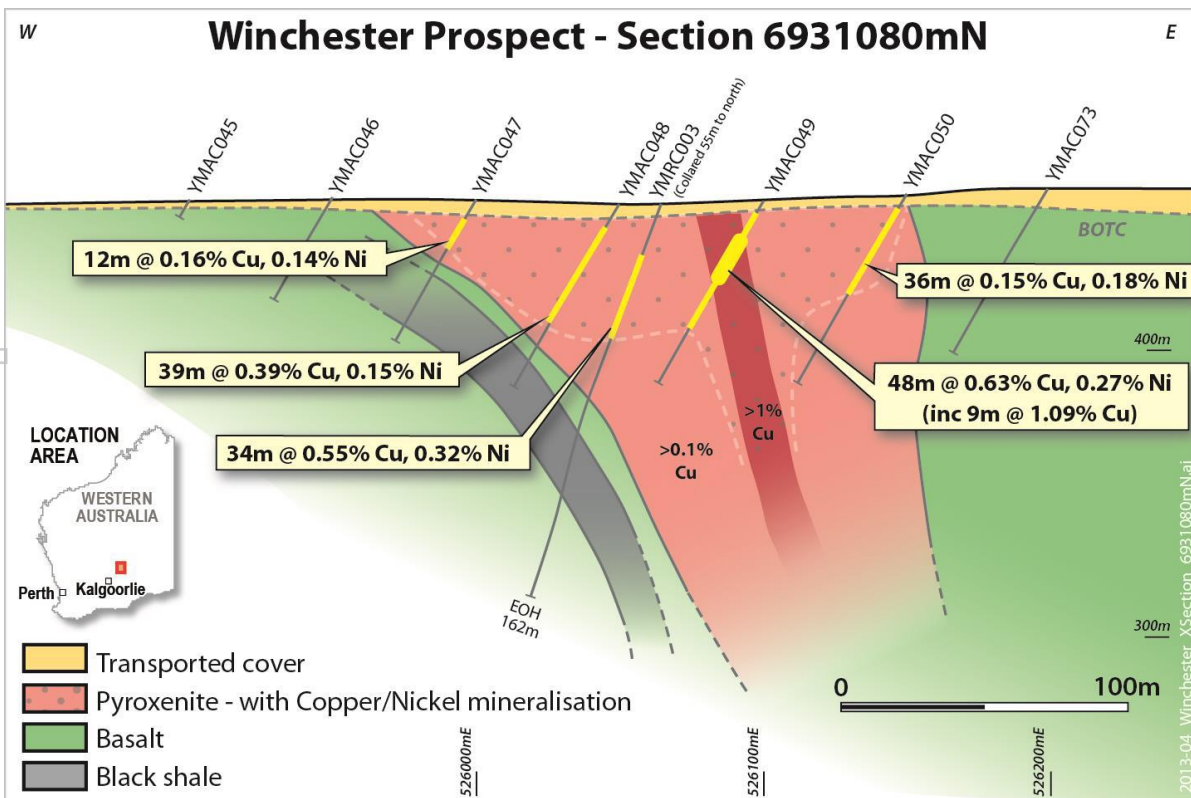 W
Winchester Prospect - Section 6931080mN
E
YMAC045
YMAC046
YMAC047
YMAC048
YMRC003
(Collared 55m to north)
YMAC049
YMAC050
YMAC073
BOTC
12m @ 0.16% Cu, 0.14% Ni
36m @ 0.15% Cu, 0.18% Ni
400m
39m @ 0.39% Cu, 0.15% Ni
48m @ 0.63% Cu, 0.27% Ni
(inc 9m @ 1.09% Cu)
34m @ 0.55% Cu, 0.32% Ni
>1%
Cu
>0.1%
Cu
LOCATION
AREA
WESTERN
AUSTRALIA
Perth
Kalgoorlie
EOH
162m
300m
Transported cover
Pyroxenite - with Copper/Nickel mineralisation
Basalt
Black shale
0
100m
526000mE
526100mE
526200mE
2013-04_Winchester_XSection_6931080mN.ai